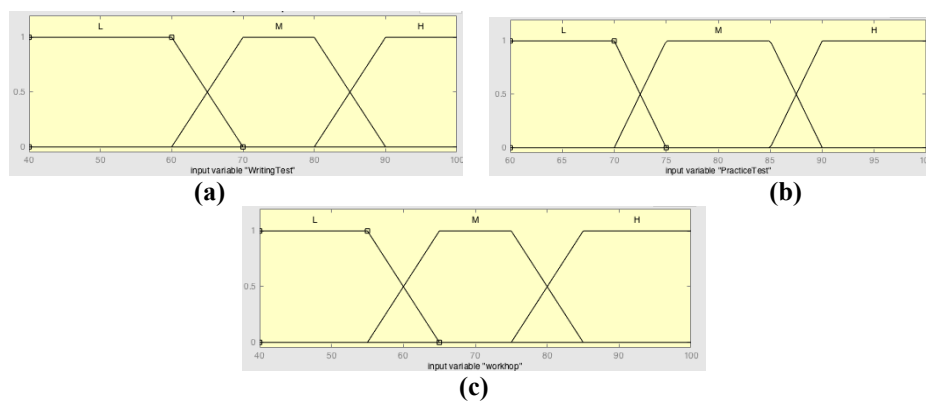 L M H
1
0.5
0
40 50 60 70 80 90 100
input variable "WritingTest"
(a)
L M H
1
0.5
0
60 65 70 75 80 85 90 95 100
input variable "PracticeTest"
(b)
L M H
1
0.5
0
40 50 60 70 80 90 100
input variable "workhop"
(c)